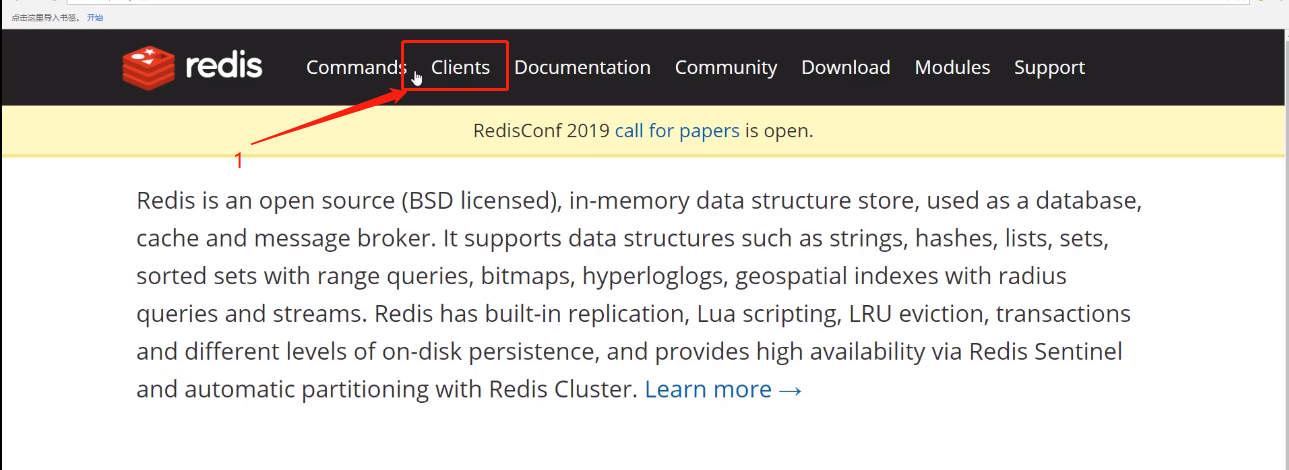 点击这里导入书签。 开始
redis Commands Clients Documentation Community Download Modules Support
RedisConf 2019 call for papers is open.
1
Redis is an open source (BSD licensed), in-memory data structure store, used as a database,
cache and message broker. It supports data structures such as strings, hashes, lists, sets,
sorted sets with range queries, bitmaps, hyperloglogs, geospatial indexes with radius
queries and streams. Redis has built-in replication, Lua scripting, LRU eviction, transactions
and different levels of on-disk persistence, and provides high availability via Redis Sentinel
and automatic partitioning with Redis Cluster. Learn more →